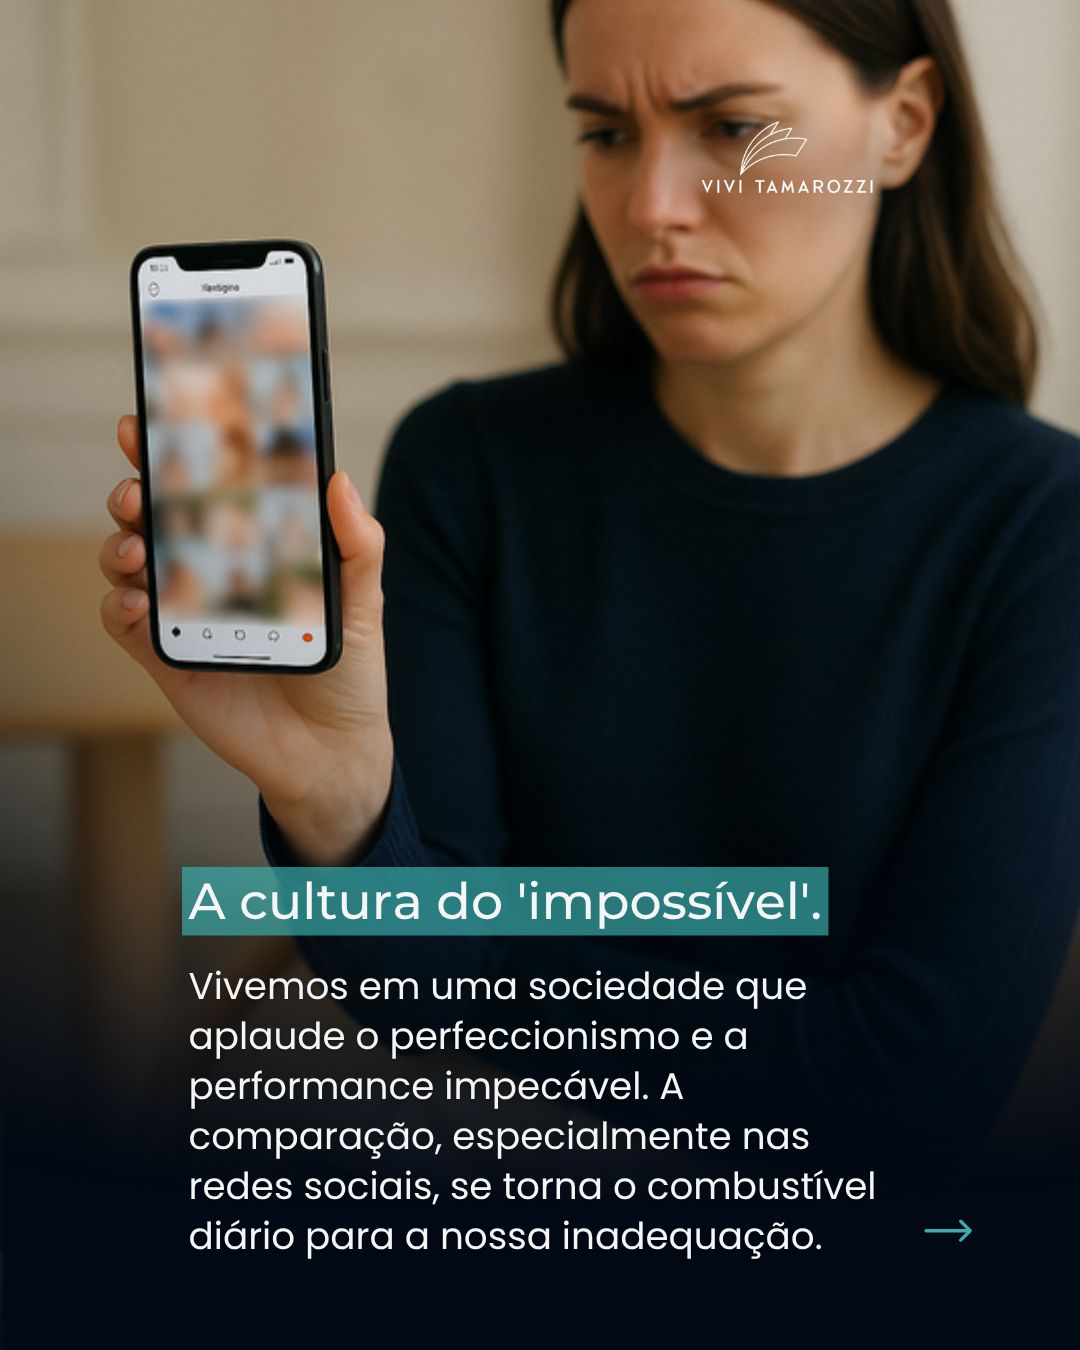 VIVI TAMAROZZI
A cultura do 'impossível'.
Vivemos em uma sociedade que
aplaude o perfeccionismo e a
performance impecável. A
comparação, especialmente nas
redes sociais, se torna o combustível
diário para a nossa inadequação.